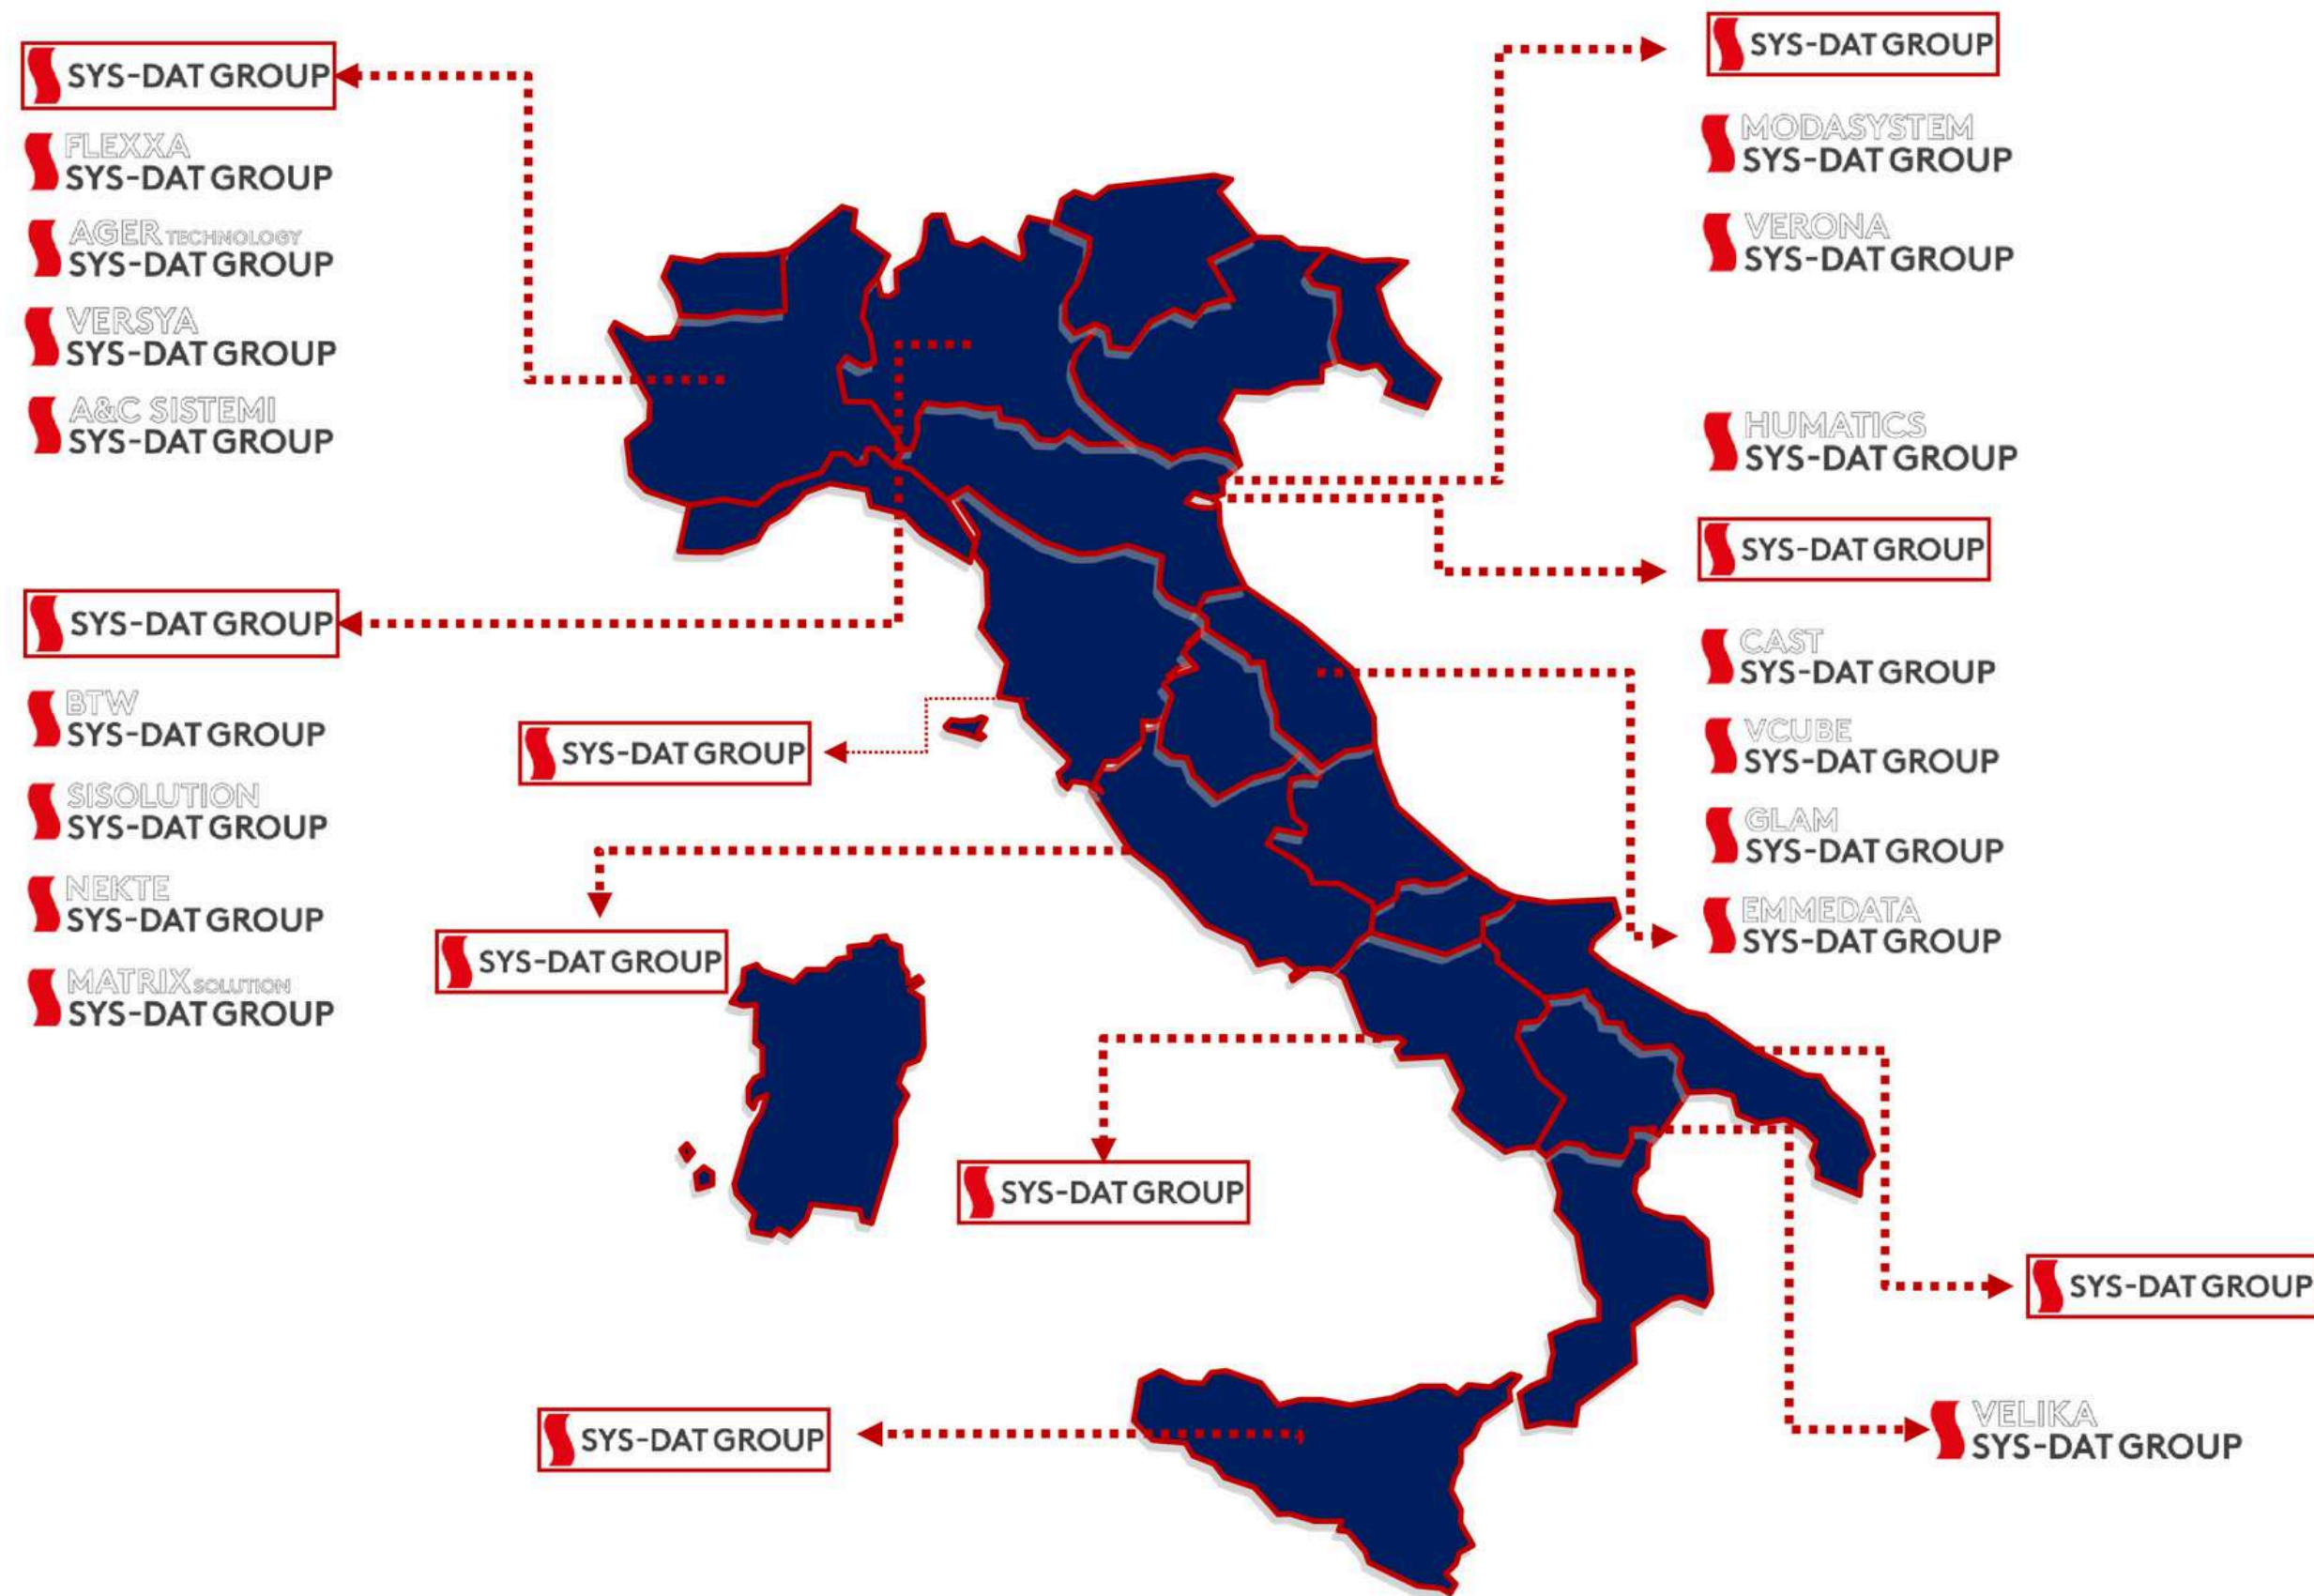 SYS-DAT GROUP
FLEXXA
SYS-DAT GROUP
AGER TECHNOLOGY
SYS-DAT GROUP
VERSYA
SYS-DAT GROUP
A&C SISTEMI
SYS-DAT GROUP
SYS-DAT GROUP
BTW
SYS-DAT GROUP
SISOLUTION
SYS-DAT GROUP
NEKTE
SYS-DAT GROUP
MATRIX SOLUTION
SYS-DAT GROUP
SYS-DAT GROUP
SYS-DAT GROUP
SYS-DAT GROUP
SYS-DAT GROUP
SYS-DAT GROUP
MODASYSTEM
SYS-DAT GROUP
VERONA
SYS-DAT GROUP
HUMATICS
SYS-DAT GROUP
SYS-DAT GROUP
CAST
SYS-DAT GROUP
VCUBE
SYS-DAT GROUP
GLAM
SYS-DAT GROUP
EMMEDATA
SYS-DAT GROUP
SYS-DAT GROUP
VELIKA
SYS-DAT GROUP